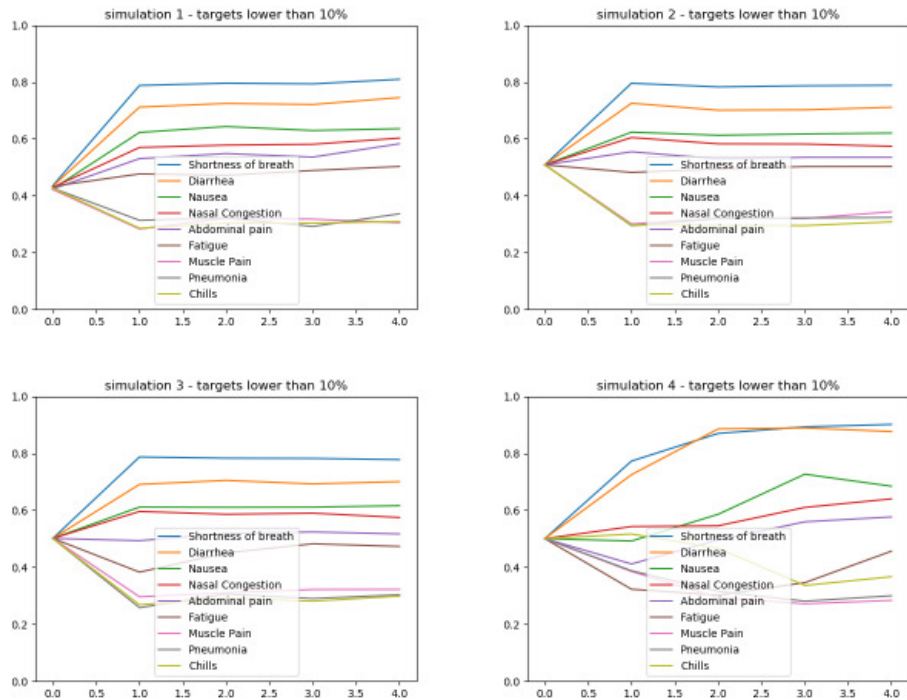 simulation 1 - targets lower than 10%
1.0
0.8
0.6
0.4
0.2
0.0
Shortness of breath
Diarrhea
Nausea
Nasal Congestion
Abdominal pain
Fatigue
Muscle Pain
Pneumonia
Chills
0.0 0.5 1.0 1.5 2.0 2.5 3.0 3.5 4.0
simulation 2 - targets lower than 10%
1.0
0.8
0.6
0.4
0.2
0.0
Shortness of breath
Diarrhea
Nausea
Nasal Congestion
Abdominal pain
Fatigue
Muscle Pain
Pneumonia
Chills
0.0 0.5 1.0 1.5 2.0 2.5 3.0 3.5 4.0
simulation 3 - targets lower than 10%
1.0
0.8
0.6
0.4
0.2
0.0
Shortness of breath
Diarrhea
Nausea
Nasal Congestion
Abdominal pain
Fatigue
Muscle Pain
Pneumonia
Chills
0.0 0.5 1.0 1.5 2.0 2.5 3.0 3.5 4.0
simulation 4 - targets lower than 10%
1.0
0.8
0.6
0.4
0.2
0.0
Shortness of breath
Diarrhea
Nausea
Nasal Congestion
Abdominal pain
Fatigue
Muscle Pain
Pneumonia
Chills
0.0 0.5 1.0 1.5 2.0 2.5 3.0 3.5 4.0